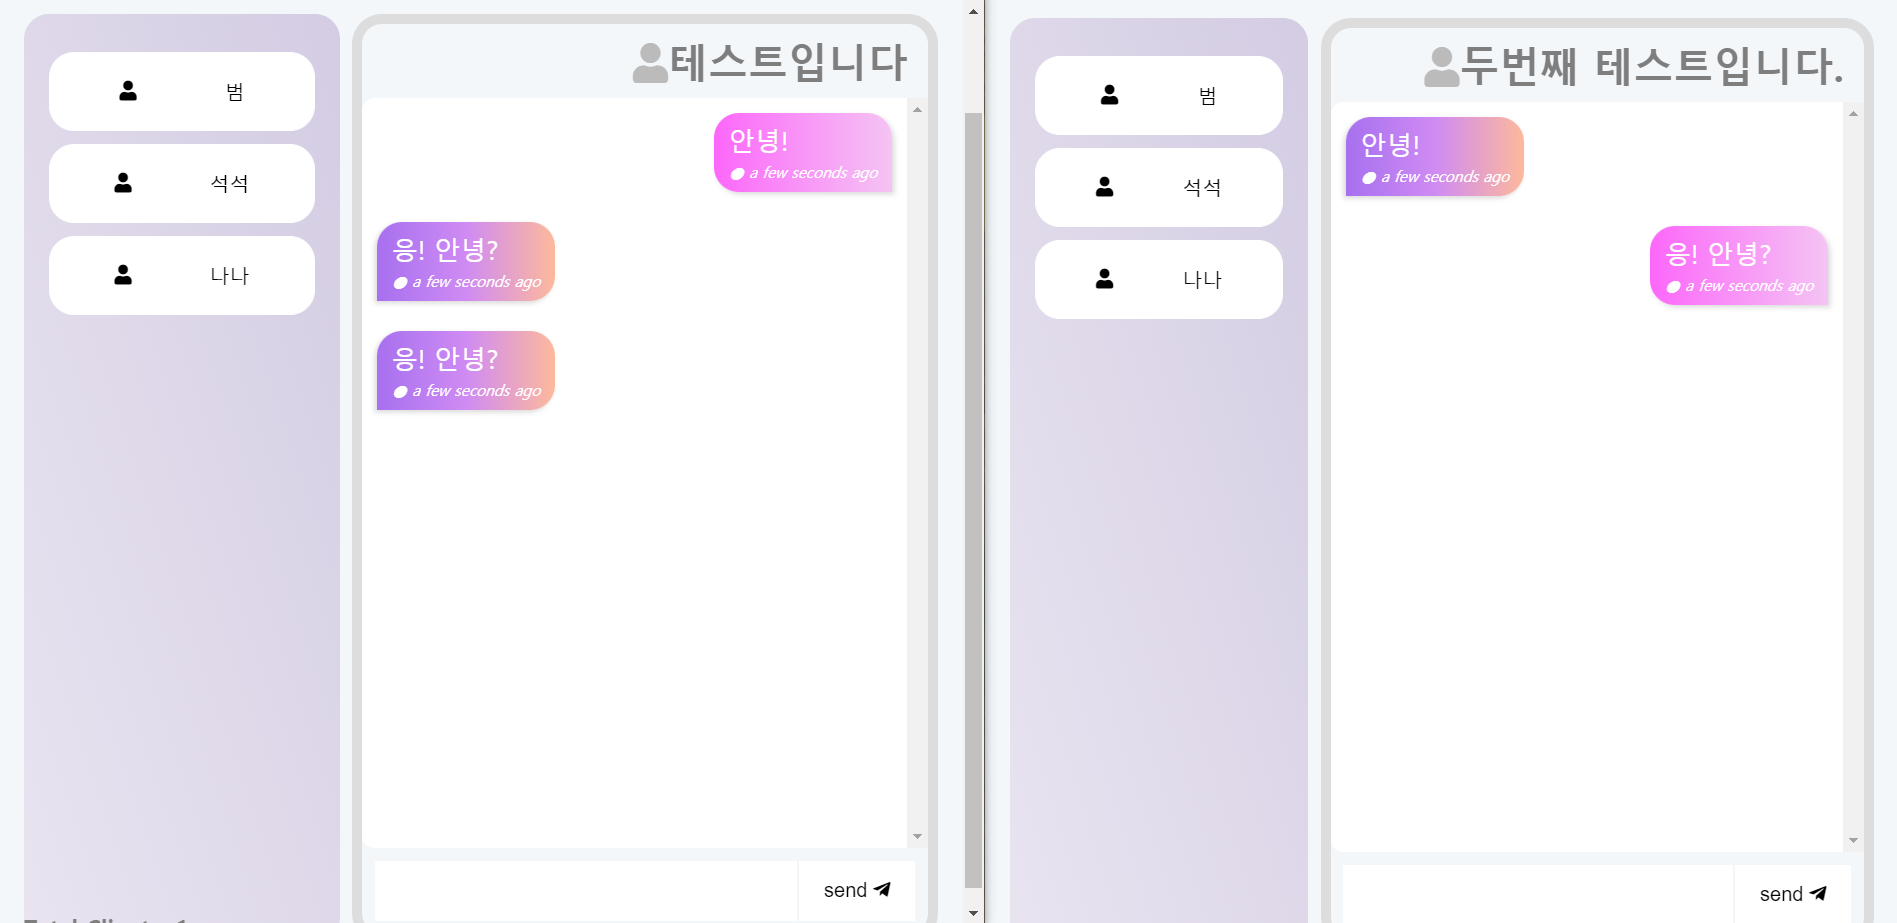 범
석석
나나
테스트입니다
안녕!
a few seconds ago
응! 안녕?
a few seconds ago
응! 안녕?
a few seconds ago
send
범
석석
나나
두번째 테스트입니다.
안녕!
a few seconds ago
응! 안녕?
a few seconds ago
send